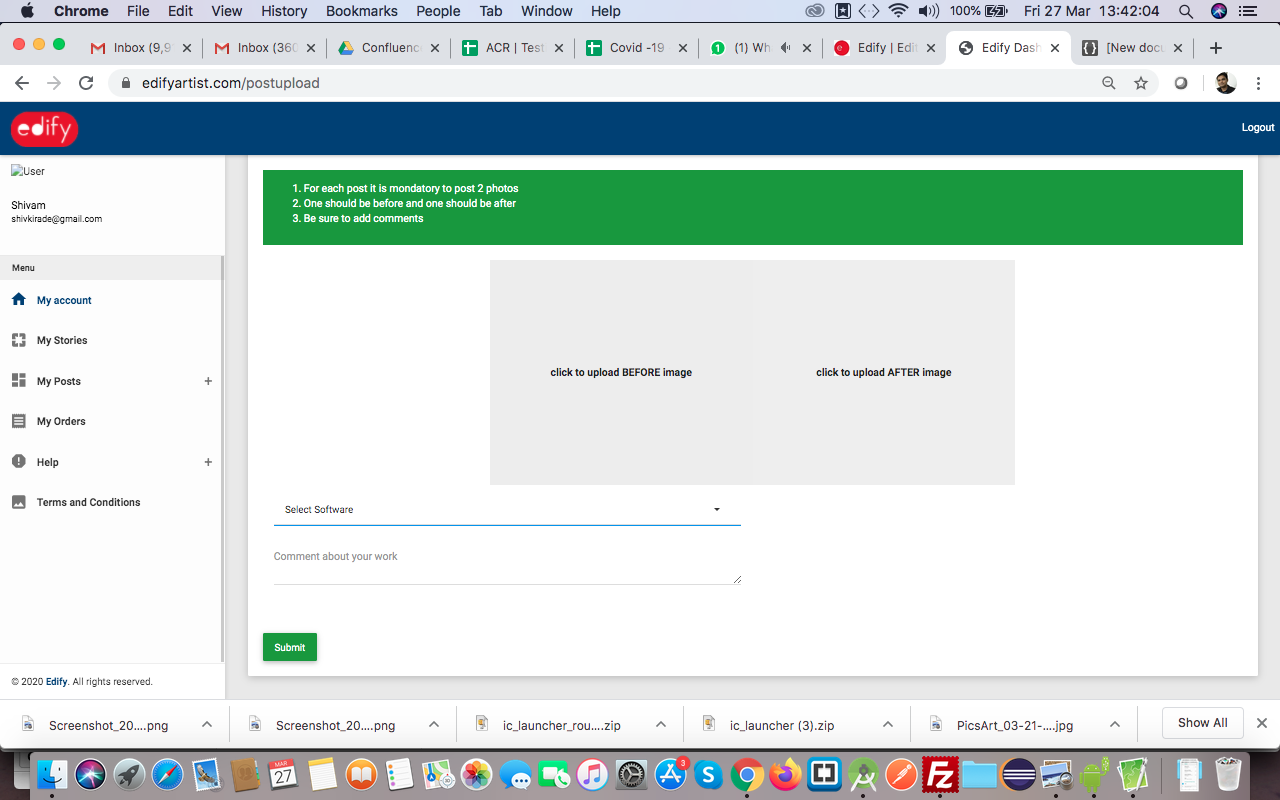 Chrome File Edit View History Bookmarks People Tab Window Help 100% Fri 27 Mar 13:42:04
Inbox (9,9 Inbox (360 Confluenc ACR | Test Covid -19 (1) Wh Edify | Edi Edify Dash [New docu
edifyartist.com/postupload
edify Logout
User
Shivam
shivkirade@gmail.com
Menu
My account
My Stories
My Posts +
My Orders
Help +
Terms and Conditions
© 2020 Edify. All rights reserved.
1. For each post it is mondatory to post 2 photos
2. One should be before and one should be after
3. Be sure to add comments
click to upload BEFORE image click to upload AFTER image
Select Software
Comment about your work
Submit
Screenshot_20....png Screenshot_20....png ic_launcher_rou....zip ic_launcher (3).zip PicsArt_03-21-....jpg Show All
MAR 27 3 S Fz